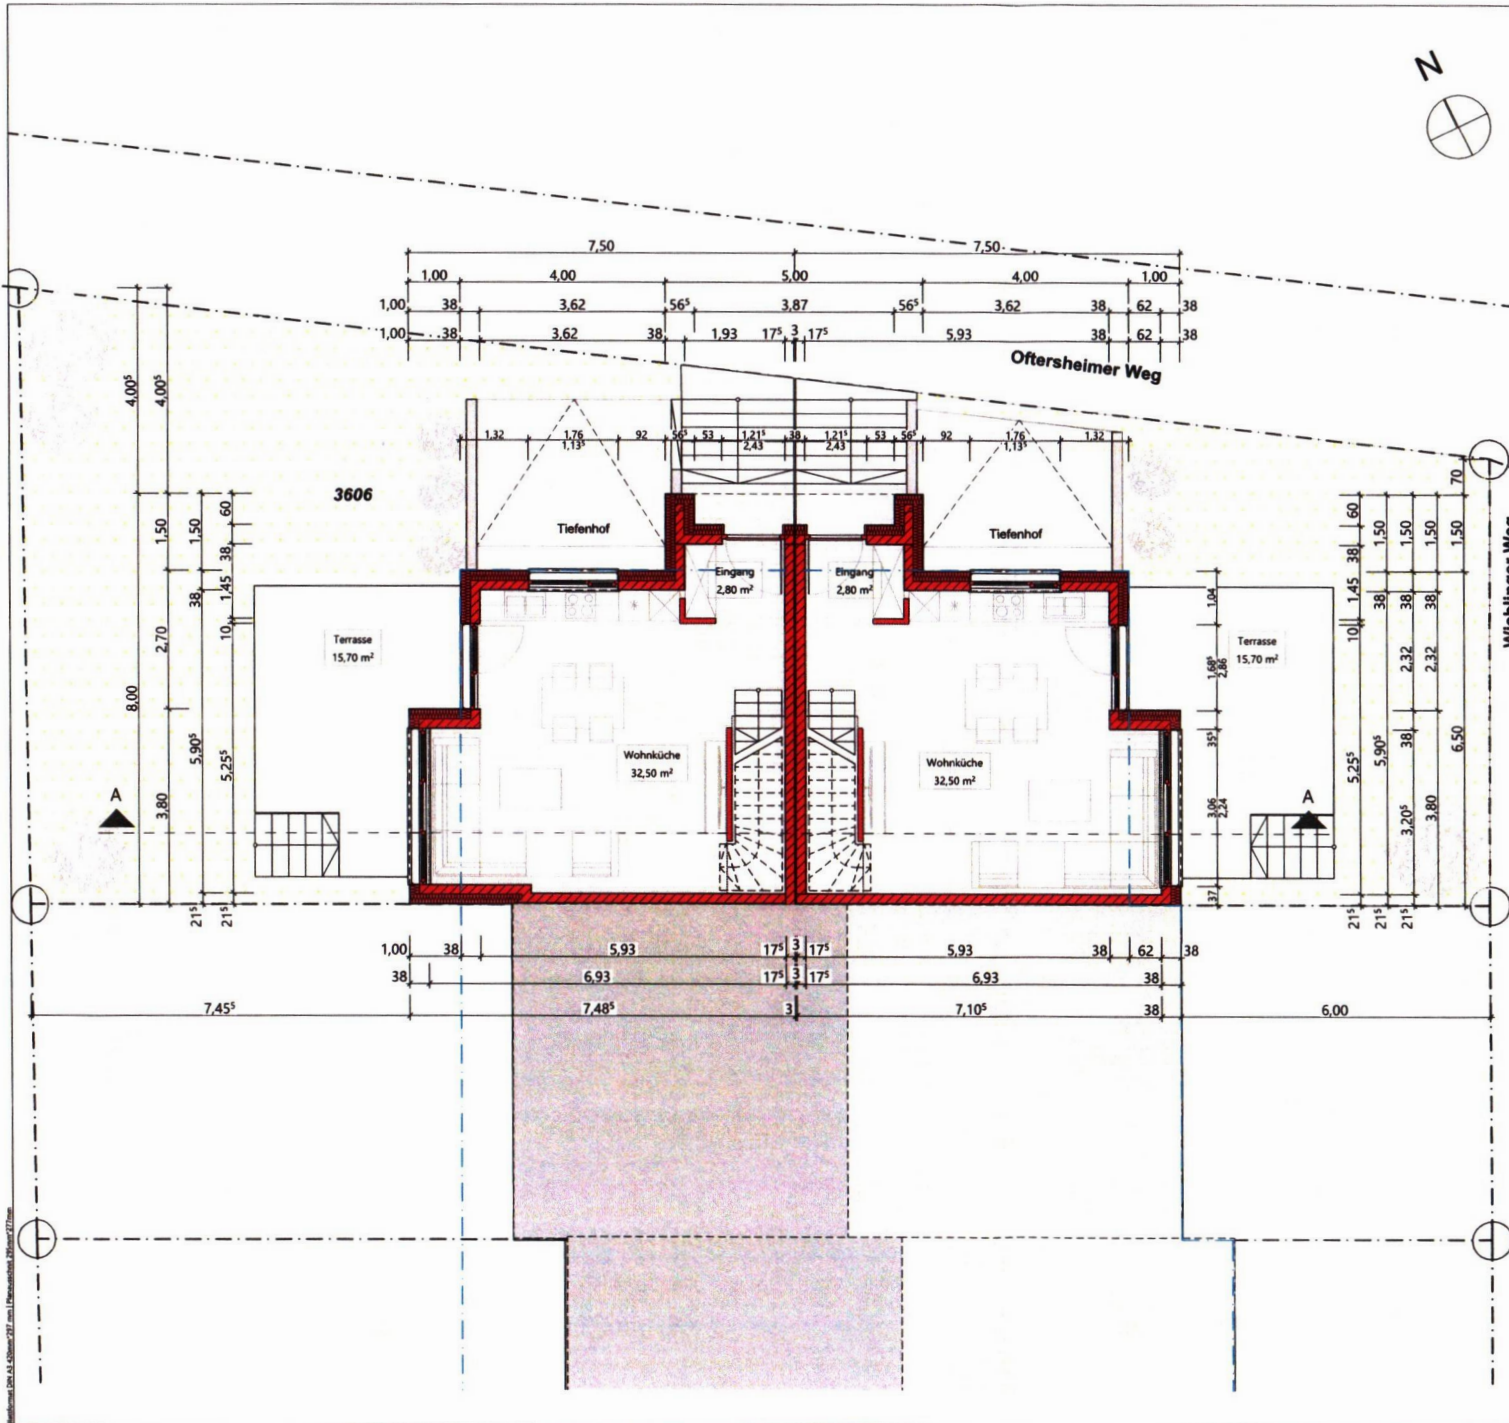 N
7,50 7,50
1,00 4,00 5,00 4,00 1,00
1,00 38 3,62 56⁵ 3,87 56⁵ 3,62 38 62 38
1,00 38 3,62 38 1,93 17⁵ 3 17⁵ 5,93 38 62 38
Oftersheimer Weg
1,32 1,76 92 56⁵ 53 1,21⁵ 38 1,21⁵ 53 56⁵ 92 1,76 1,32
1,13⁵ 2,43 2,43 1,13⁵
4,00⁵ 4,00⁵
3606
Tiefenhof
Tiefenhof
70
60
1,50 1,50 38
60
38 1,50 1,50 1,50 1,50
Eingang
2,80 m²
Eingang
2,80 m²
38 1,45
10
2,70
8,00
1,04
1,45 38 38 38
10
2,32 2,32
Terrasse
15,70 m²
Terrasse
15,70 m²
1,68⁵
2,86
35⁵
38
6,50
Wohnküche
32,50 m²
Wohnküche
32,50 m²
5,90⁵ 5,25⁵
5,25⁵ 5,90⁵
3,80
3,06
2,24
3,20⁵ 3,80
A
A
37
21⁵ 21⁵
21⁵ 21⁵ 21⁵
1,00 38 5,93 17⁵ 3 17⁵ 5,93 38 62 38
38 6,93 17⁵ 3 17⁵ 6,93 38
7,45⁵ 7,48⁵ 3 7,10⁵ 38 6,00